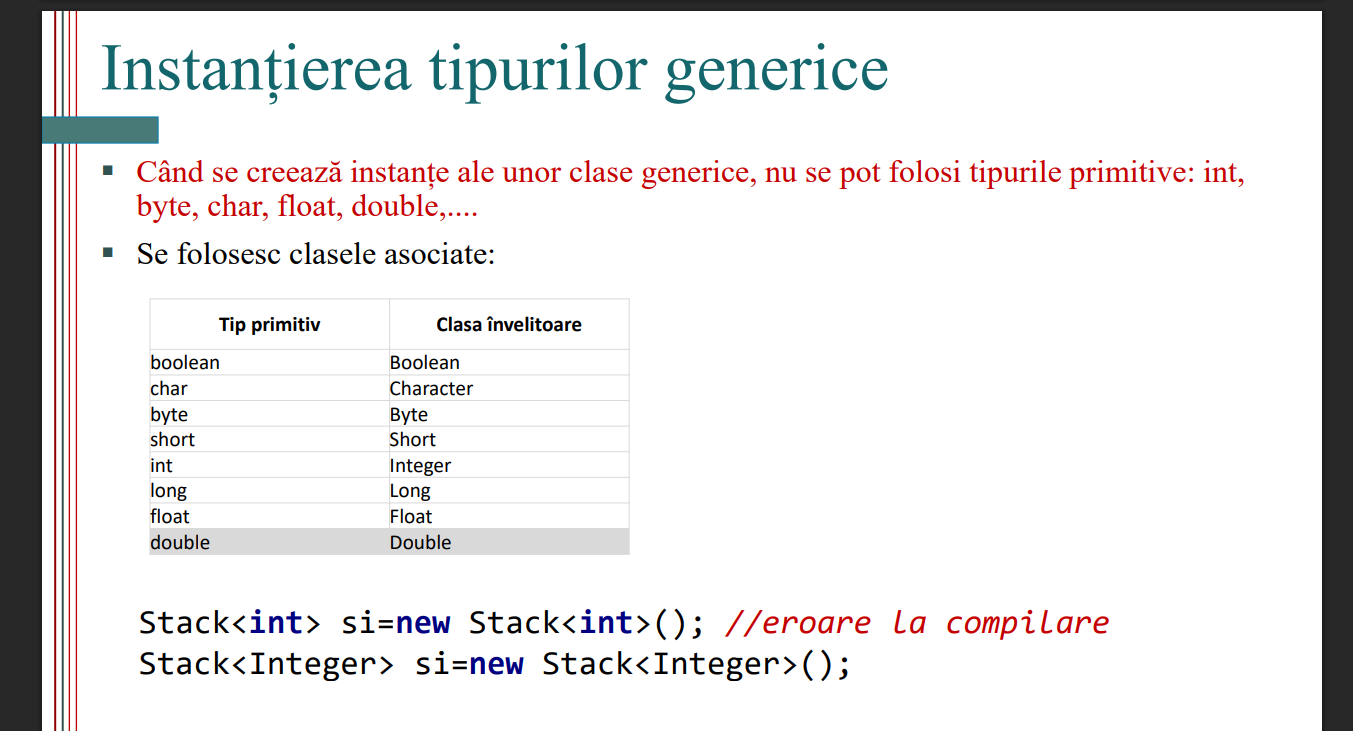 Instanțierea tipurilor generice
Când se creează instanțe ale unor clase generice, nu se pot folosi tipurile primitive: int,
byte, char, float, double,....
Se folosesc clasele asociate:
Tip primitiv Clasa învelitoare
boolean Boolean
char Character
byte Byte
short Short
int Integer
long Long
float Float
double Double
Stack<int> si=new Stack<int>(); //eroare la compilare
Stack<Integer> si=new Stack<Integer>();